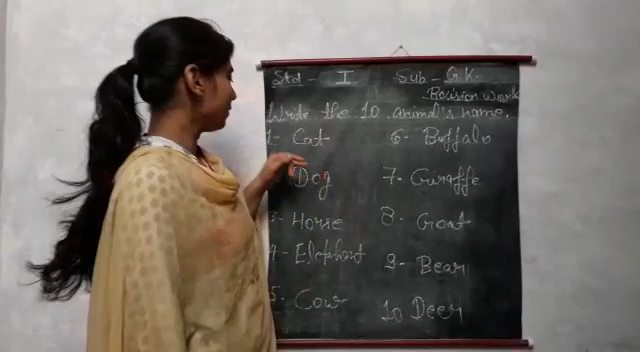 Std - I Sub - G.K.
Revision Work
Write the 10 animal's name.
1. Cat 6- Buffalo
Dog 7. Giraffe
3- Horse 8. Goat
4- Elephant 9- Bear
5. Cow 10 Deer